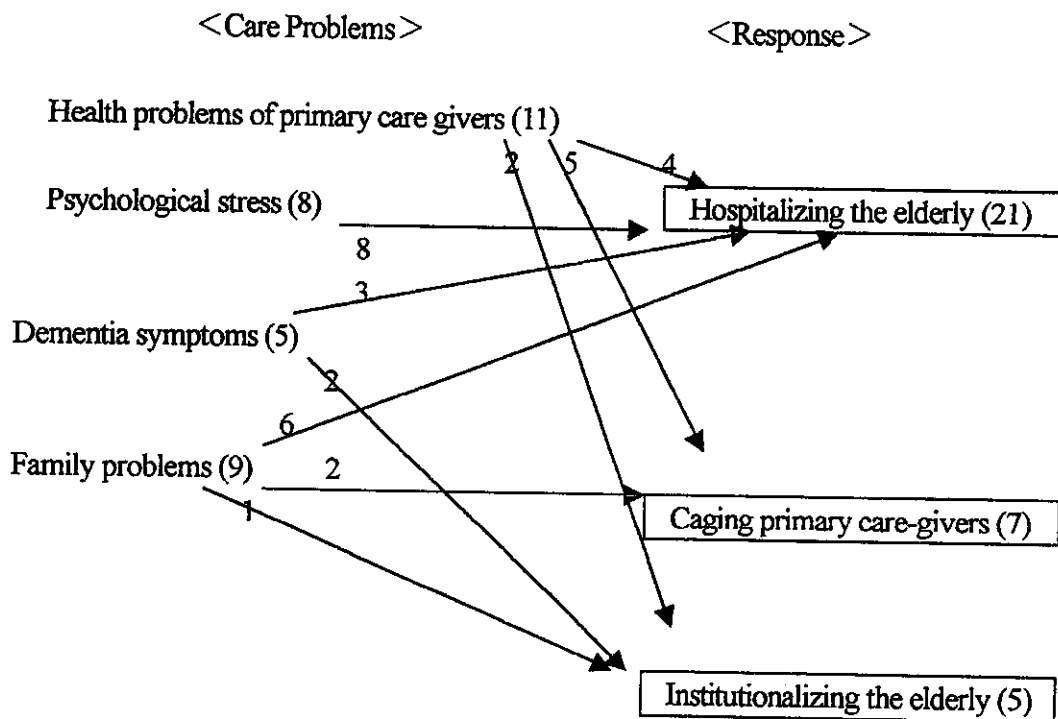 ＜Care Problems＞ ＜Response＞
Health problems of primary care givers (11)
2 5 4
Psychological stress (8)
Hospitalizing the elderly (21)
8
3
Dementia symptoms (5)
2
6
Family problems (9)
2
1
Caging primary care-givers (7)
Institutionalizing the elderly (5)